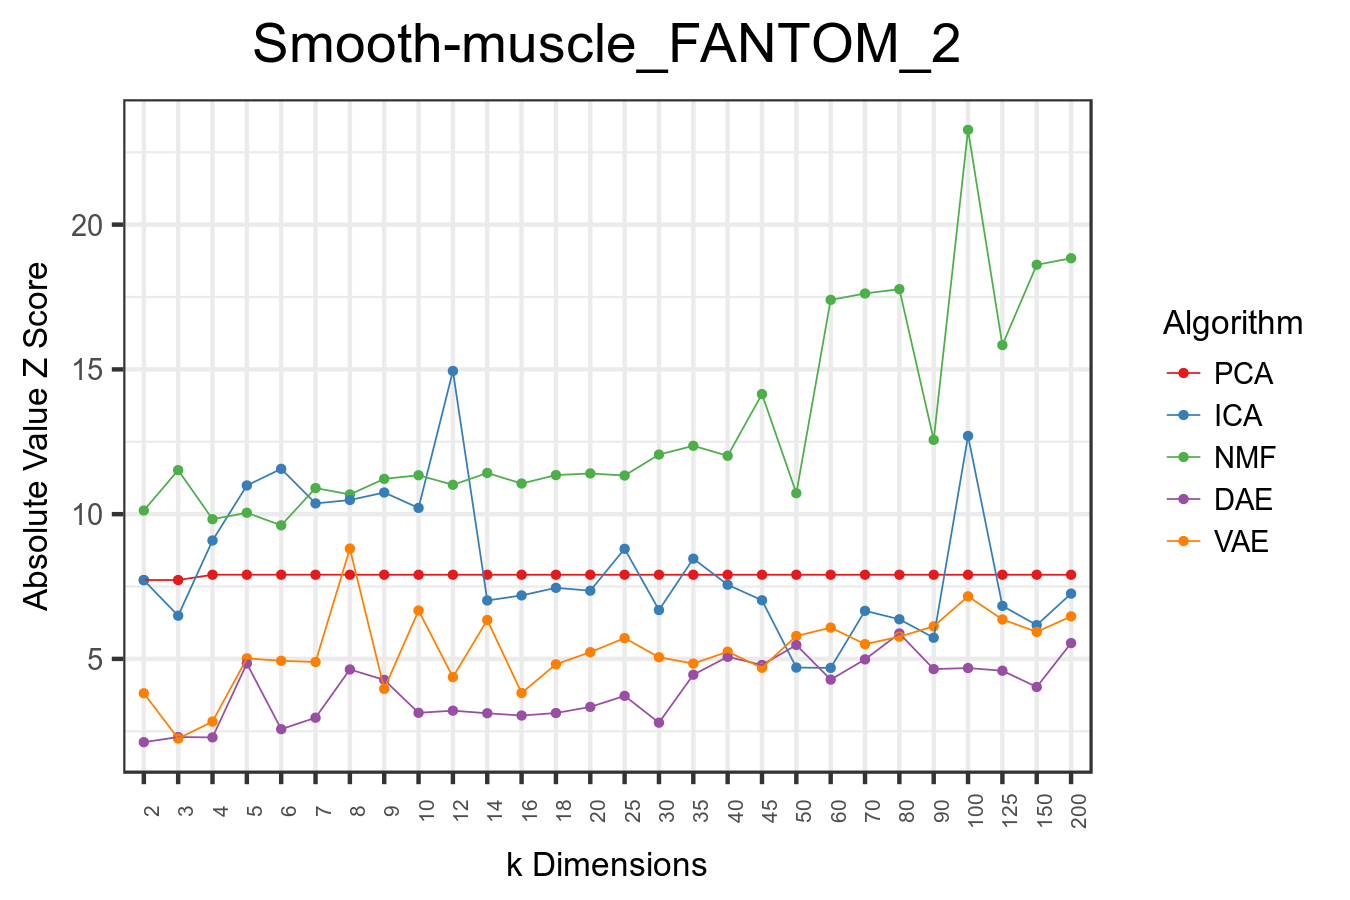 Smooth-muscle_FANTOM_2
Absolute Value Z Score
20
15
10
5
2 3 4 5 6 7 8 9 10 12 14 16 18 20 25 30 35 40 45 50 60 70 80 90 100 125 150 200
k Dimensions
Algorithm
PCA
ICA
NMF
DAE
VAE